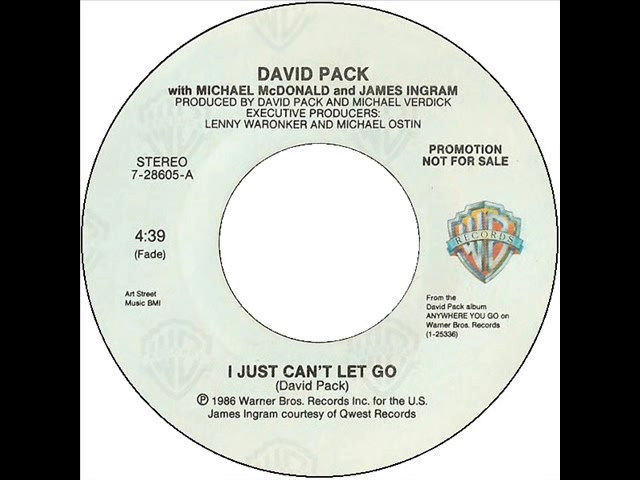 DAVID PACK
with MICHAEL McDONALD and JAMES INGRAM
PRODUCED BY DAVID PACK AND MICHAEL VERDICK
EXECUTIVE PRODUCERS:
LENNY WARONKER AND MICHAEL OSTIN
STEREO
7-28605-A
PROMOTION
NOT FOR SALE
4:39
(Fade)
WB
RECORDS
Art Street
Music BMI
From the
David Pack album
ANYWHERE YOU GO on
Warner Bros. Records
(1-25336)
I JUST CAN'T LET GO
(David Pack)
℗ 1986 Warner Bros. Records Inc. for the U.S.
James Ingram courtesy of Qwest Records